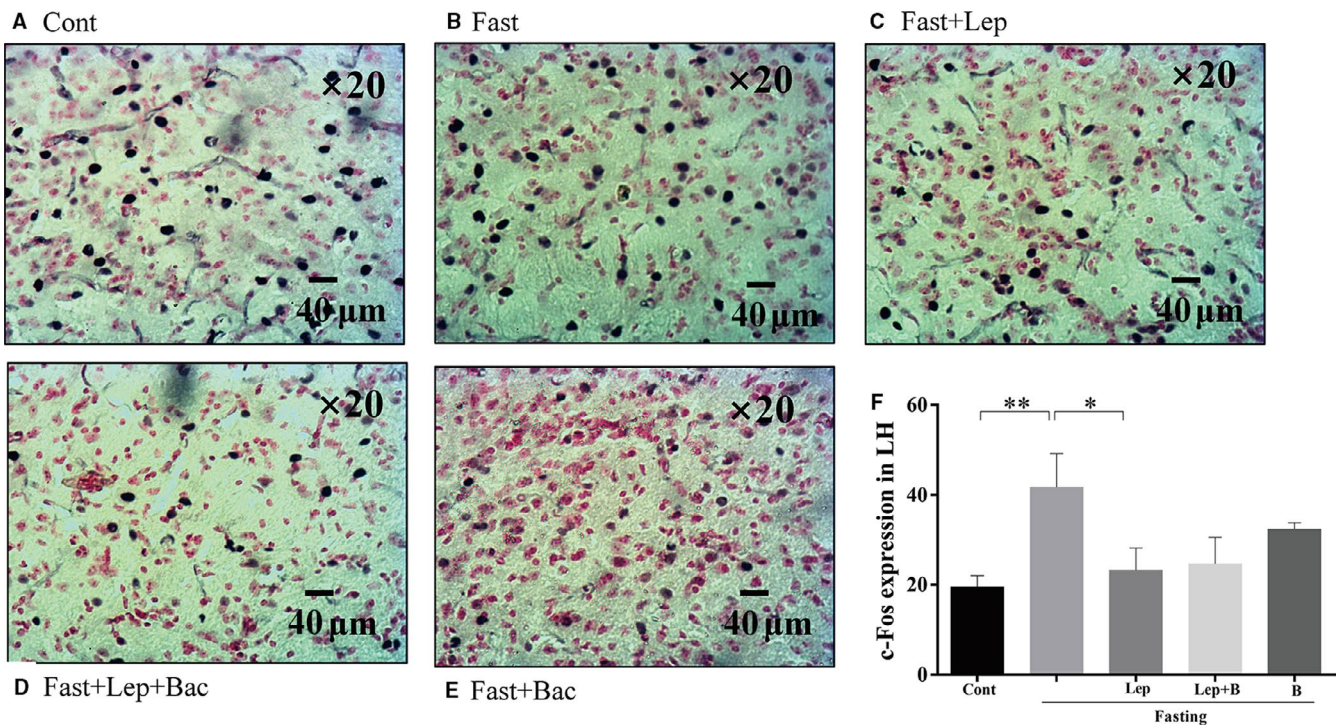 A Cont
B Fast
C Fast+Lep
×20
40 µm
×20
40 µm
×20
40 µm
×20
40 µm
D Fast+Lep+Bac
×20
40 µm
E Fast+Bac
F
c-Fos expression in LH
60
40
20
0
** *
Cont Lep Lep+B B
Fasting